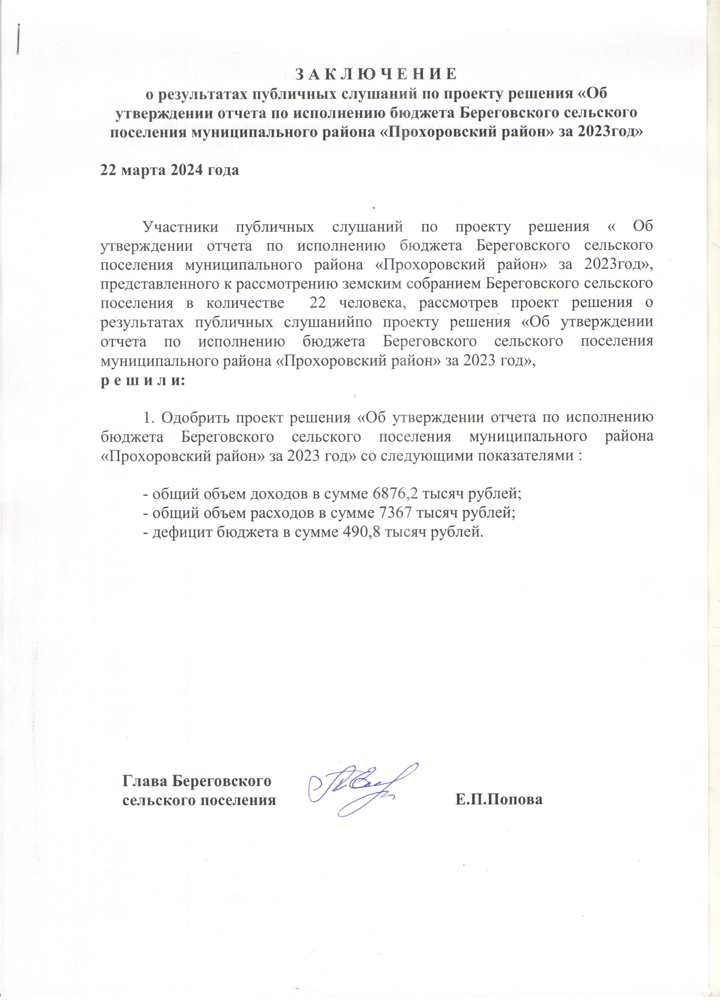 З А К Л Ю Ч Е Н И Е
о результатах публичных слушаний по проекту решения «Об
утверждении отчета по исполнению бюджета Береговского сельского
поселения муниципального района «Прохоровский район» за 2023год»
22 марта 2024 года
Участники публичных слушаний по проекту решения « Об
утверждении отчета по исполнению бюджета Береговского сельского
поселения муниципального района «Прохоровский район» за 2023год»,
представленного к рассмотрению земским собранием Береговского сельского
поселения в количестве 22 человека, рассмотрев проект решения о
результатах публичных слушанийпо проекту решения «Об утверждении
отчета по исполнению бюджета Береговского сельского поселения
муниципального района «Прохоровский район» за 2023 год»,
р е ш и л и:
1. Одобрить проект решения «Об утверждении отчета по исполнению
бюджета Береговского сельского поселения муниципального района
«Прохоровский район» за 2023 год» со следующими показателями :
- общий объем доходов в сумме 6876,2 тысяч рублей;
- общий объем расходов в сумме 7367 тысяч рублей;
- дефицит бюджета в сумме 490,8 тысяч рублей.
Глава Береговского
сельского поселения Е.П.Попова